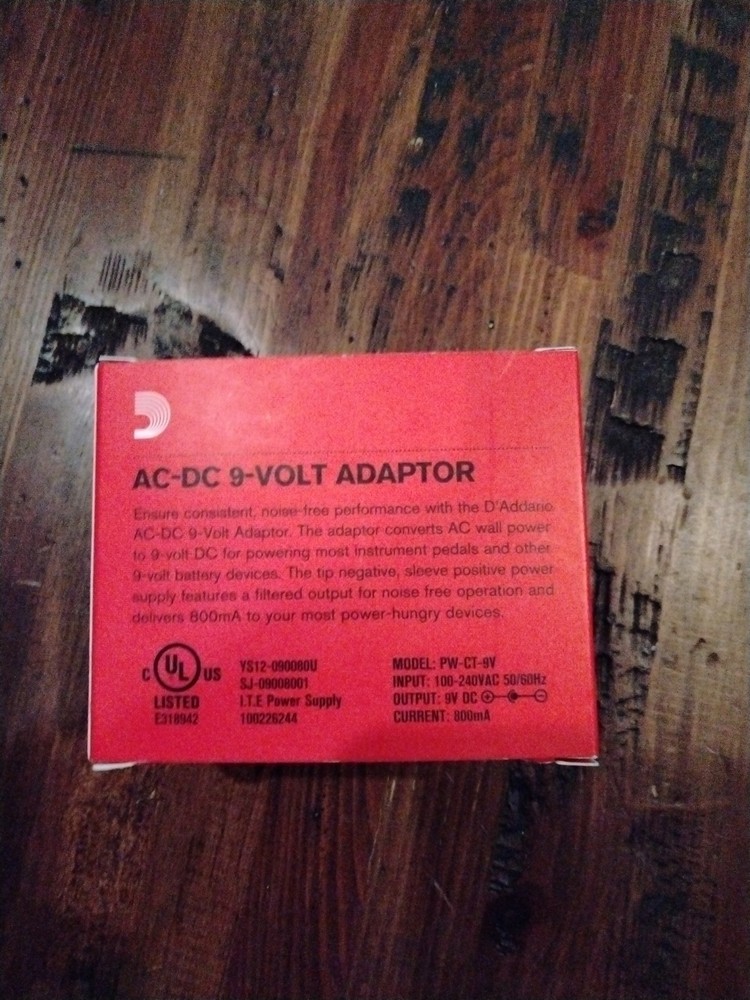 AC-DC 9-VOLT ADAPTOR
Ensure consistent, noise-free performance with the D'Addario
AC-DC 9-Volt Adaptor. The adaptor converts AC wall power
to 9-volt DC for powering most instrument pedals and other
9-volt battery devices. The tip negative, sleeve positive power
supply features a filtered output for noise free operation and
delivers 800mA to your most power-hungry devices.
C UL US
LISTED
E318942
YS12-090080U
SJ-09008001
I.T.E Power Supply
100226244
MODEL: PW-CT-9V
INPUT: 100-240VAC 50/60Hz
OUTPUT: 9V DC
CURRENT: 800mA